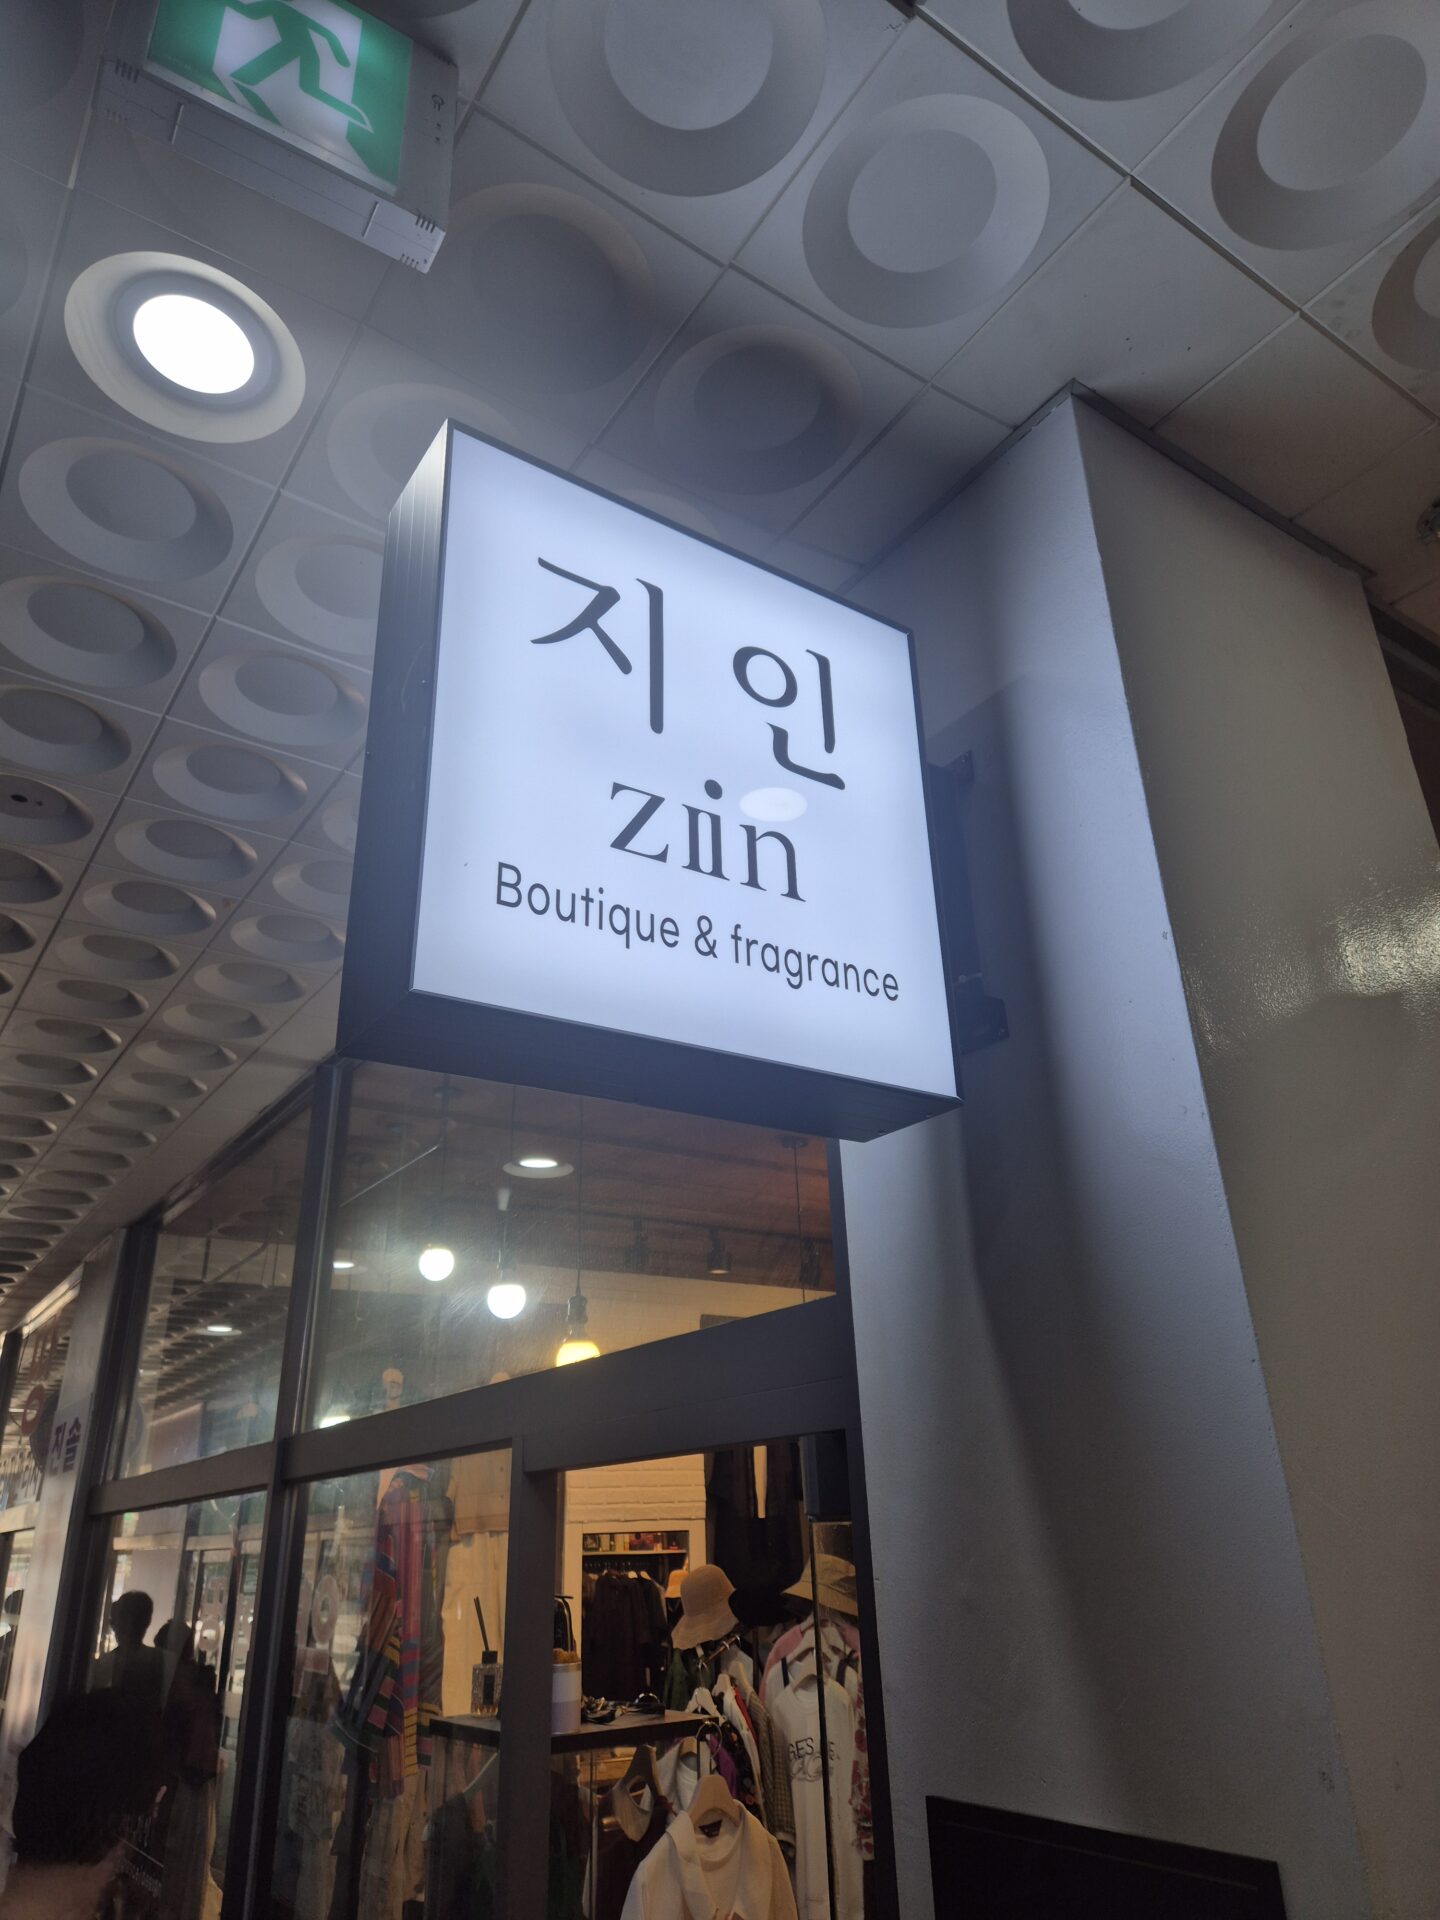 지인
ziin
Boutique & fragrance